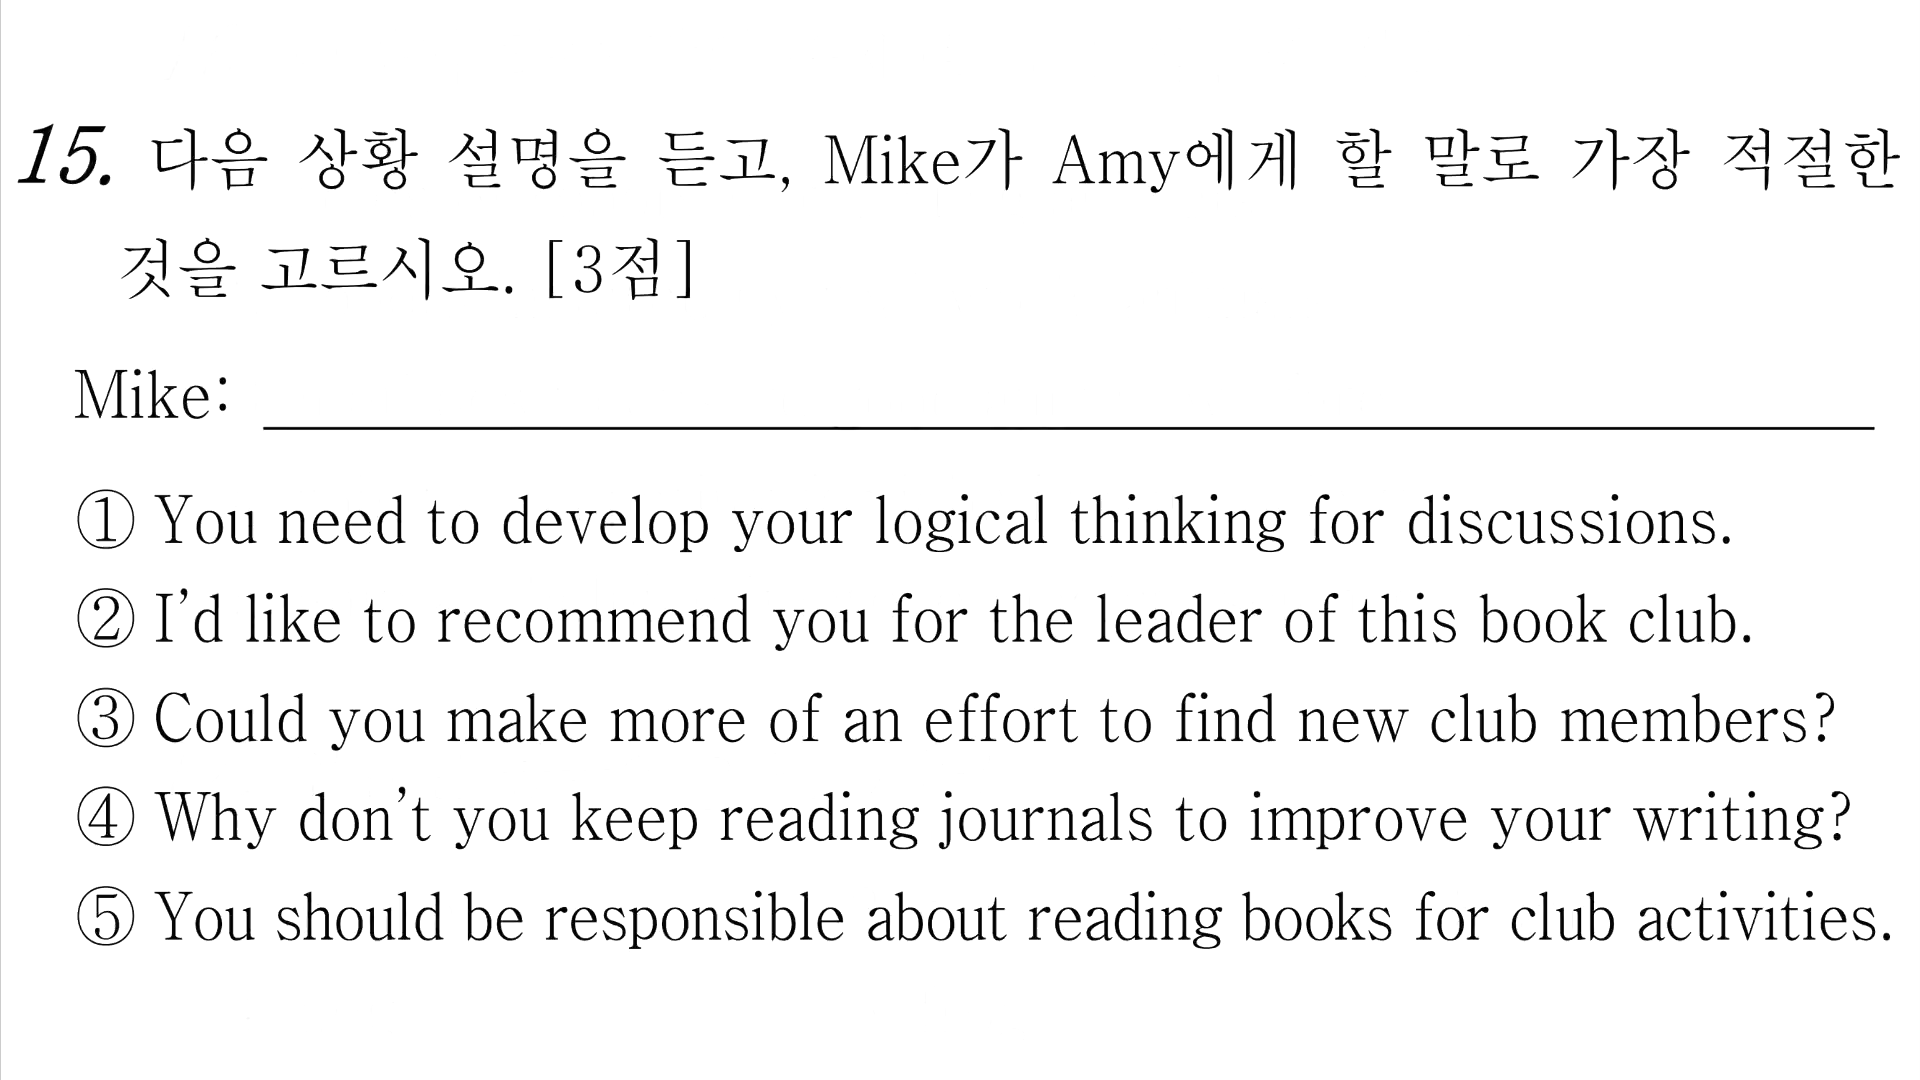 15. 다음 상황 설명을 듣고, Mike가 Amy에게 할 말로 가장 적절한
것을 고르시오. [3점]
Mike:
① You need to develop your logical thinking for discussions.
② I’d like to recommend you for the leader of this book club.
③ Could you make more of an effort to find new club members?
④ Why don’t you keep reading journals to improve your writing?
⑤ You should be responsible about reading books for club activities.